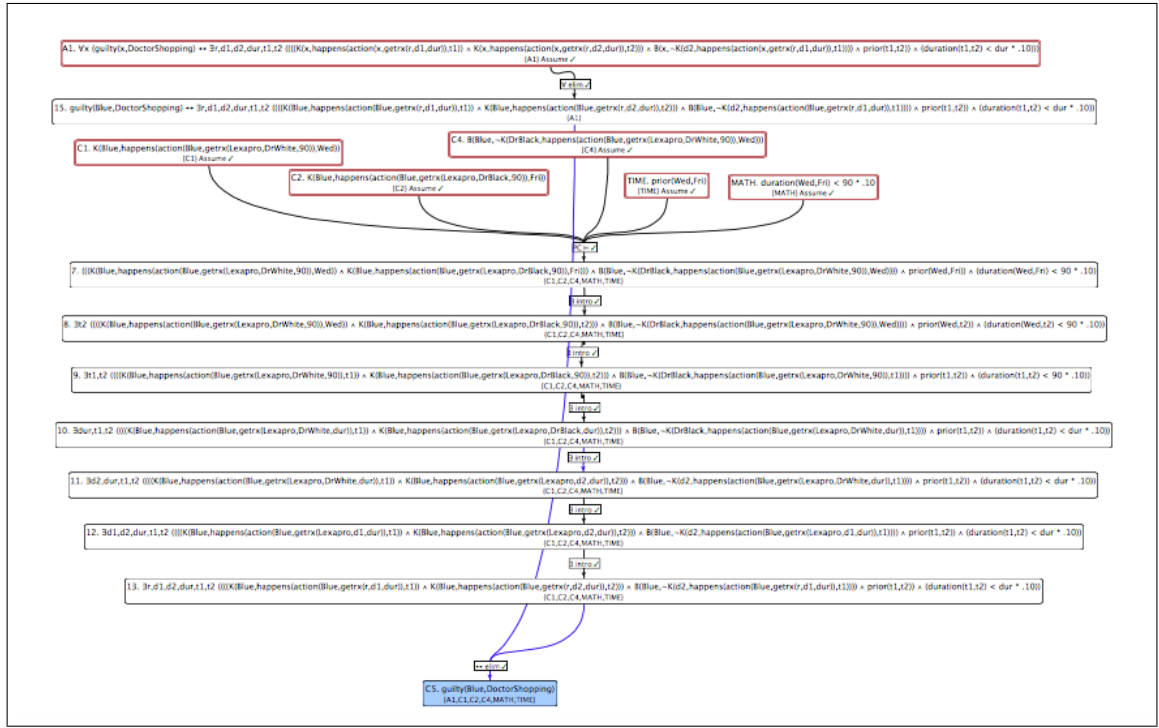 A1. ∀x (guilty(x,DoctorShopping) ↔ ∃r,d1,d2,dur,t1,t2 ((((K(x,happens(action(x,getrx(r,d1,dur)),t1)) ∧ K(x,happens(action(x,getrx(r,d2,dur)),t2))) ∧ B(x,¬K(d2,happens(action(x,getrx(r,d1,dur)),t1)))) ∧ prior(t1,t2)) ∧ (duration(t1,t2) < dur * .10)))
{A1} Assume ✓
∀ elim ✓
15. guilty(Blue,DoctorShopping) ↔ ∃r,d1,d2,dur,t1,t2 ((((K(Blue,happens(action(Blue,getrx(r,d1,dur)),t1)) ∧ K(Blue,happens(action(Blue,getrx(r,d2,dur)),t2))) ∧ B(Blue,¬K(d2,happens(action(Blue,getrx(r,d1,dur)),t1)))) ∧ prior(t1,t2)) ∧ (duration(t1,t2) < dur * .10))
{A1}
C4. B(Blue,¬K(DrBlack,happens(action(Blue,getrx(Lexapro,DrWhite,90)),Wed)))
{C4} Assume ✓
C1. K(Blue,happens(action(Blue,getrx(Lexapro,DrWhite,90)),Wed))
{C1} Assume ✓
C2. K(Blue,happens(action(Blue,getrx(Lexapro,DrBlack,90)),Fri))
{C2} Assume ✓
TIME. prior(Wed,Fri)
{TIME} Assume ✓
MATH. duration(Wed,Fri) < 90 * .10
{MATH} Assume ✓
PC ⊢ ✓
7. ((((K(Blue,happens(action(Blue,getrx(Lexapro,DrWhite,90)),Wed)) ∧ K(Blue,happens(action(Blue,getrx(Lexapro,DrBlack,90)),Fri))) ∧ B(Blue,¬K(DrBlack,happens(action(Blue,getrx(Lexapro,DrWhite,90)),Wed)))) ∧ prior(Wed,Fri)) ∧ (duration(Wed,Fri) < 90 * .10)
{C1,C2,C4,MATH,TIME}
∃ intro ✓
8. ∃t2 ((((K(Blue,happens(action(Blue,getrx(Lexapro,DrWhite,90)),Wed)) ∧ K(Blue,happens(action(Blue,getrx(Lexapro,DrBlack,90)),t2))) ∧ B(Blue,¬K(DrBlack,happens(action(Blue,getrx(Lexapro,DrWhite,90)),Wed)))) ∧ prior(Wed,t2)) ∧ (duration(Wed,t2) < 90 * .10))
{C1,C2,C4,MATH,TIME}
∃ intro ✓
9. ∃t1,t2 ((((K(Blue,happens(action(Blue,getrx(Lexapro,DrWhite,90)),t1)) ∧ K(Blue,happens(action(Blue,getrx(Lexapro,DrBlack,90)),t2))) ∧ B(Blue,¬K(DrBlack,happens(action(Blue,getrx(Lexapro,DrWhite,90)),t1)))) ∧ prior(t1,t2)) ∧ (duration(t1,t2) < 90 * .10))
{C1,C2,C4,MATH,TIME}
∃ intro ✓
10. ∃dur,t1,t2 ((((K(Blue,happens(action(Blue,getrx(Lexapro,DrWhite,dur)),t1)) ∧ K(Blue,happens(action(Blue,getrx(Lexapro,DrBlack,dur)),t2))) ∧ B(Blue,¬K(DrBlack,happens(action(Blue,getrx(Lexapro,DrWhite,dur)),t1)))) ∧ prior(t1,t2)) ∧ (duration(t1,t2) < dur * .10))
{C1,C2,C4,MATH,TIME}
∃ intro ✓
11. ∃d2,dur,t1,t2 ((((K(Blue,happens(action(Blue,getrx(Lexapro,DrWhite,dur)),t1)) ∧ K(Blue,happens(action(Blue,getrx(Lexapro,d2,dur)),t2))) ∧ B(Blue,¬K(d2,happens(action(Blue,getrx(Lexapro,DrWhite,dur)),t1)))) ∧ prior(t1,t2)) ∧ (duration(t1,t2) < dur * .10))
{C1,C2,C4,MATH,TIME}
∃ intro ✓
12. ∃d1,d2,dur,t1,t2 ((((K(Blue,happens(action(Blue,getrx(Lexapro,d1,dur)),t1)) ∧ K(Blue,happens(action(Blue,getrx(Lexapro,d2,dur)),t2))) ∧ B(Blue,¬K(d2,happens(action(Blue,getrx(Lexapro,d1,dur)),t1)))) ∧ prior(t1,t2)) ∧ (duration(t1,t2) < dur * .10))
{C1,C2,C4,MATH,TIME}
∃ intro ✓
13. ∃r,d1,d2,dur,t1,t2 ((((K(Blue,happens(action(Blue,getrx(r,d1,dur)),t1)) ∧ K(Blue,happens(action(Blue,getrx(r,d2,dur)),t2))) ∧ B(Blue,¬K(d2,happens(action(Blue,getrx(r,d1,dur)),t1)))) ∧ prior(t1,t2)) ∧ (duration(t1,t2) < dur * .10))
{C1,C2,C4,MATH,TIME}
↔ elim ✓
C5. guilty(Blue,DoctorShopping)
{A1,C1,C2,C4,MATH,TIME}